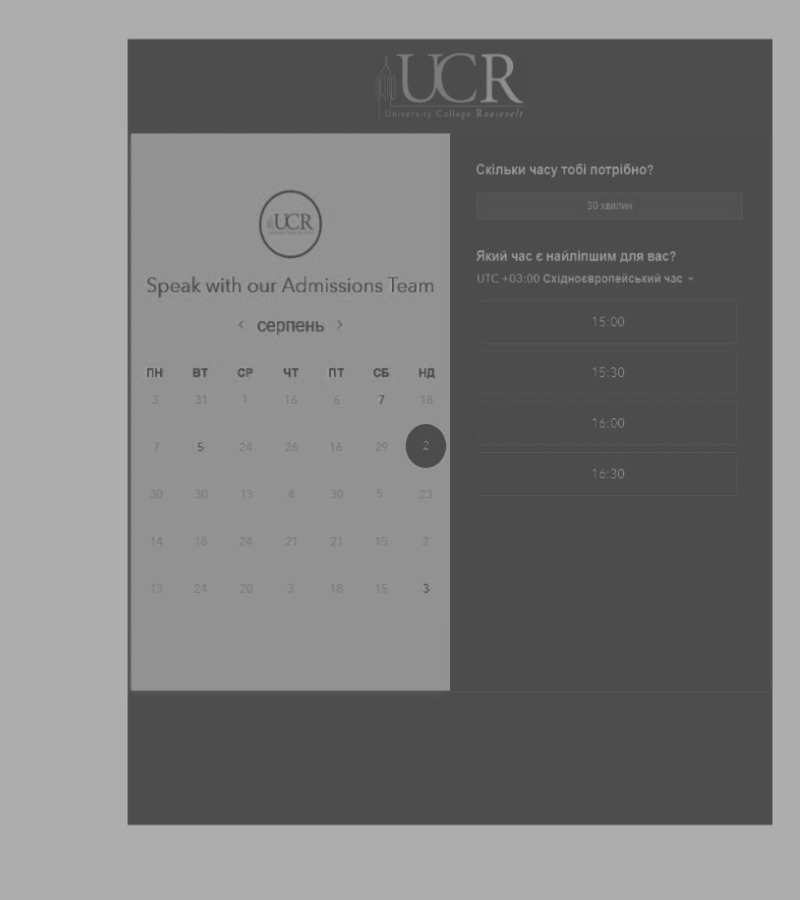 UCR
University College Roosevelt
UCR
Speak with our Admissions Team
< серпень >
ПН ВТ СР ЧТ ПТ СБ НД
3 31 1 16 6 7 18
7 5 24 26 16 29 2
30 30 13 4 30 5 23
14 18 24 21 21 15 2
13 24 20 3 18 15 3
Скільки часу тобі потрібно?
30 хвилин
Який час є найліпшим для вас?
UTC +03:00 Східноєвропейський час
15:00
15:30
16:00
16:30